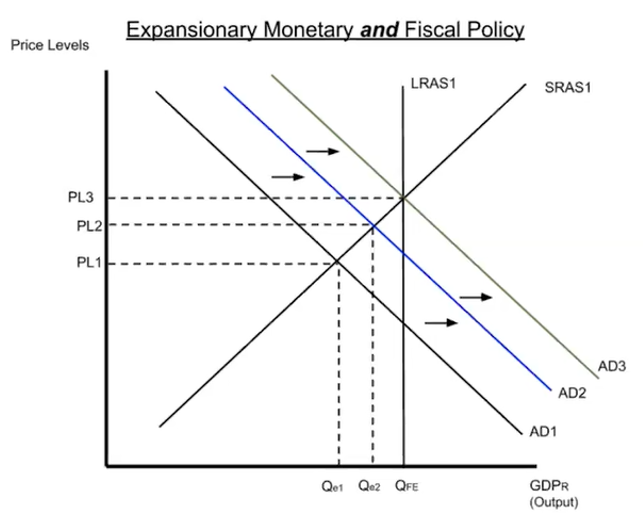 Expansionary Monetary and Fiscal Policy
Price Levels
LRAS1
SRAS1
PL3
PL2
PL1
AD3
AD2
AD1
Qe1
Qe2
QFE
GDPR
(Output)